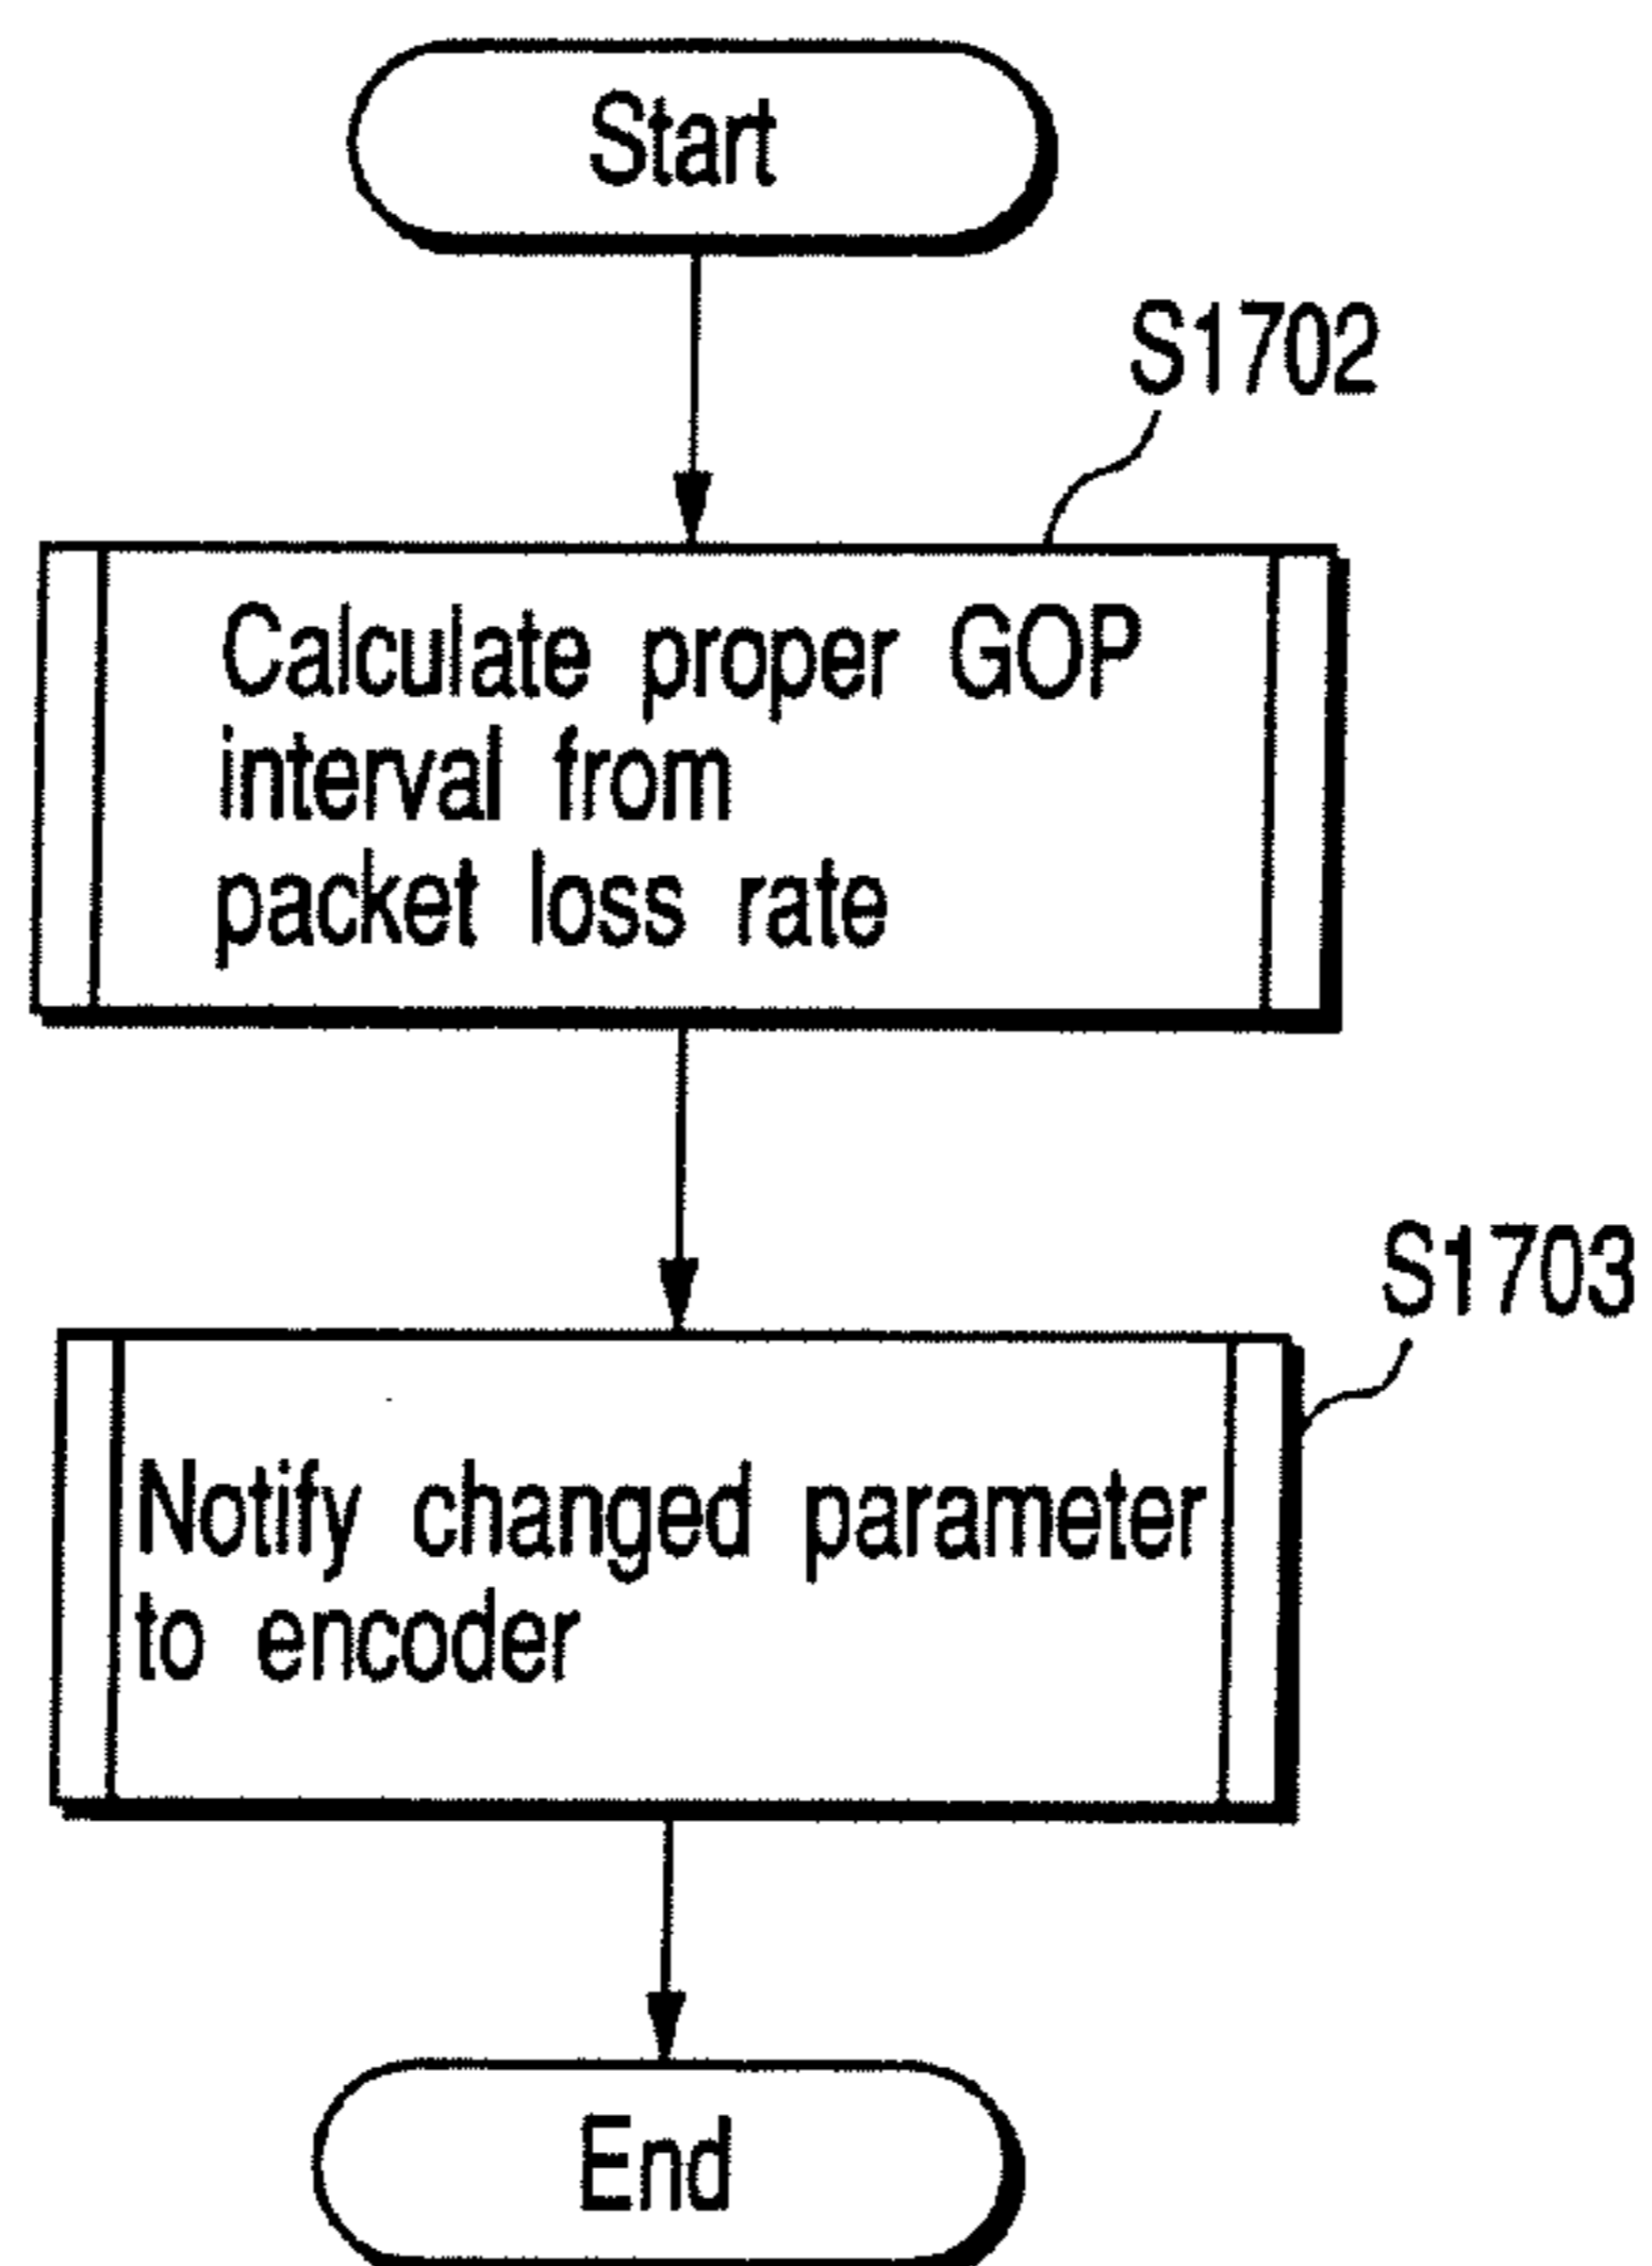 Start
S1702
Calculate proper GOP
interval from
packet loss rate
S1703
Notify changed parameter
to encoder
End